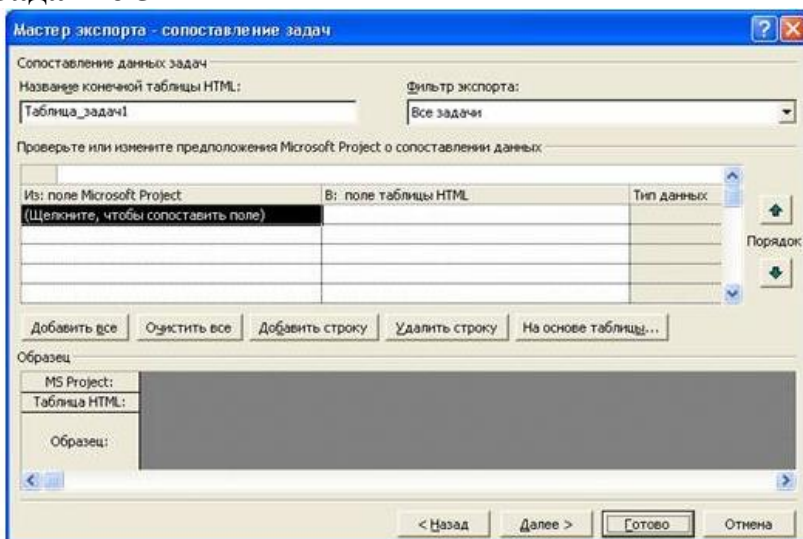 Мастер экспорта - сопоставление задач
Сопоставление данных задач
Название конечной таблицы HTML:
Фильтр экспорта:
Таблица_задач1
Все задачи
Проверьте или измените предположения Microsoft Project о сопоставлении данных
Из: поле Microsoft Project
В: поле таблицы HTML
Тип данных
(Щелкните, чтобы сопоставить поле)
Порядок
Добавить все
Очистить все
Добавить строку
Удалить строку
На основе таблицы...
Образец
MS Project:
Таблица HTML:
Образец:
< Назад
Далее >
Готово
Отмена